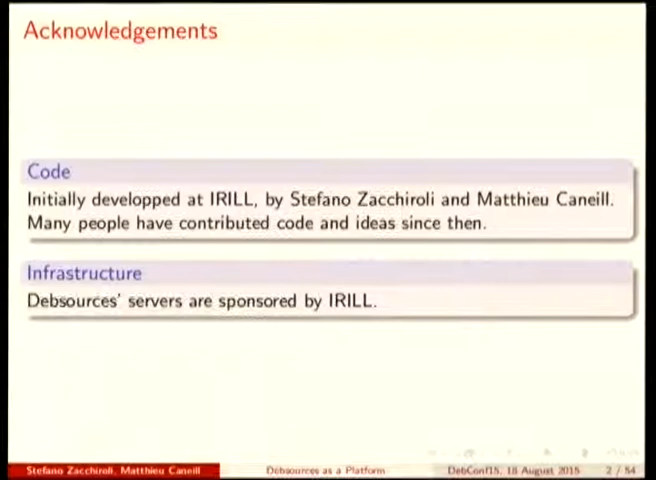 Acknowledgements
Code
Initially developped at IRILL, by Stefano Zacchiroli and Matthieu Caneill.
Many people have contributed code and ideas since then.
Infrastructure
Debsources' servers are sponsored by IRILL.
Stefano Zacchiroli, Matthieu Caneill
Debsources as a Platform
DebConf15, 18 August 2015
2 / 54